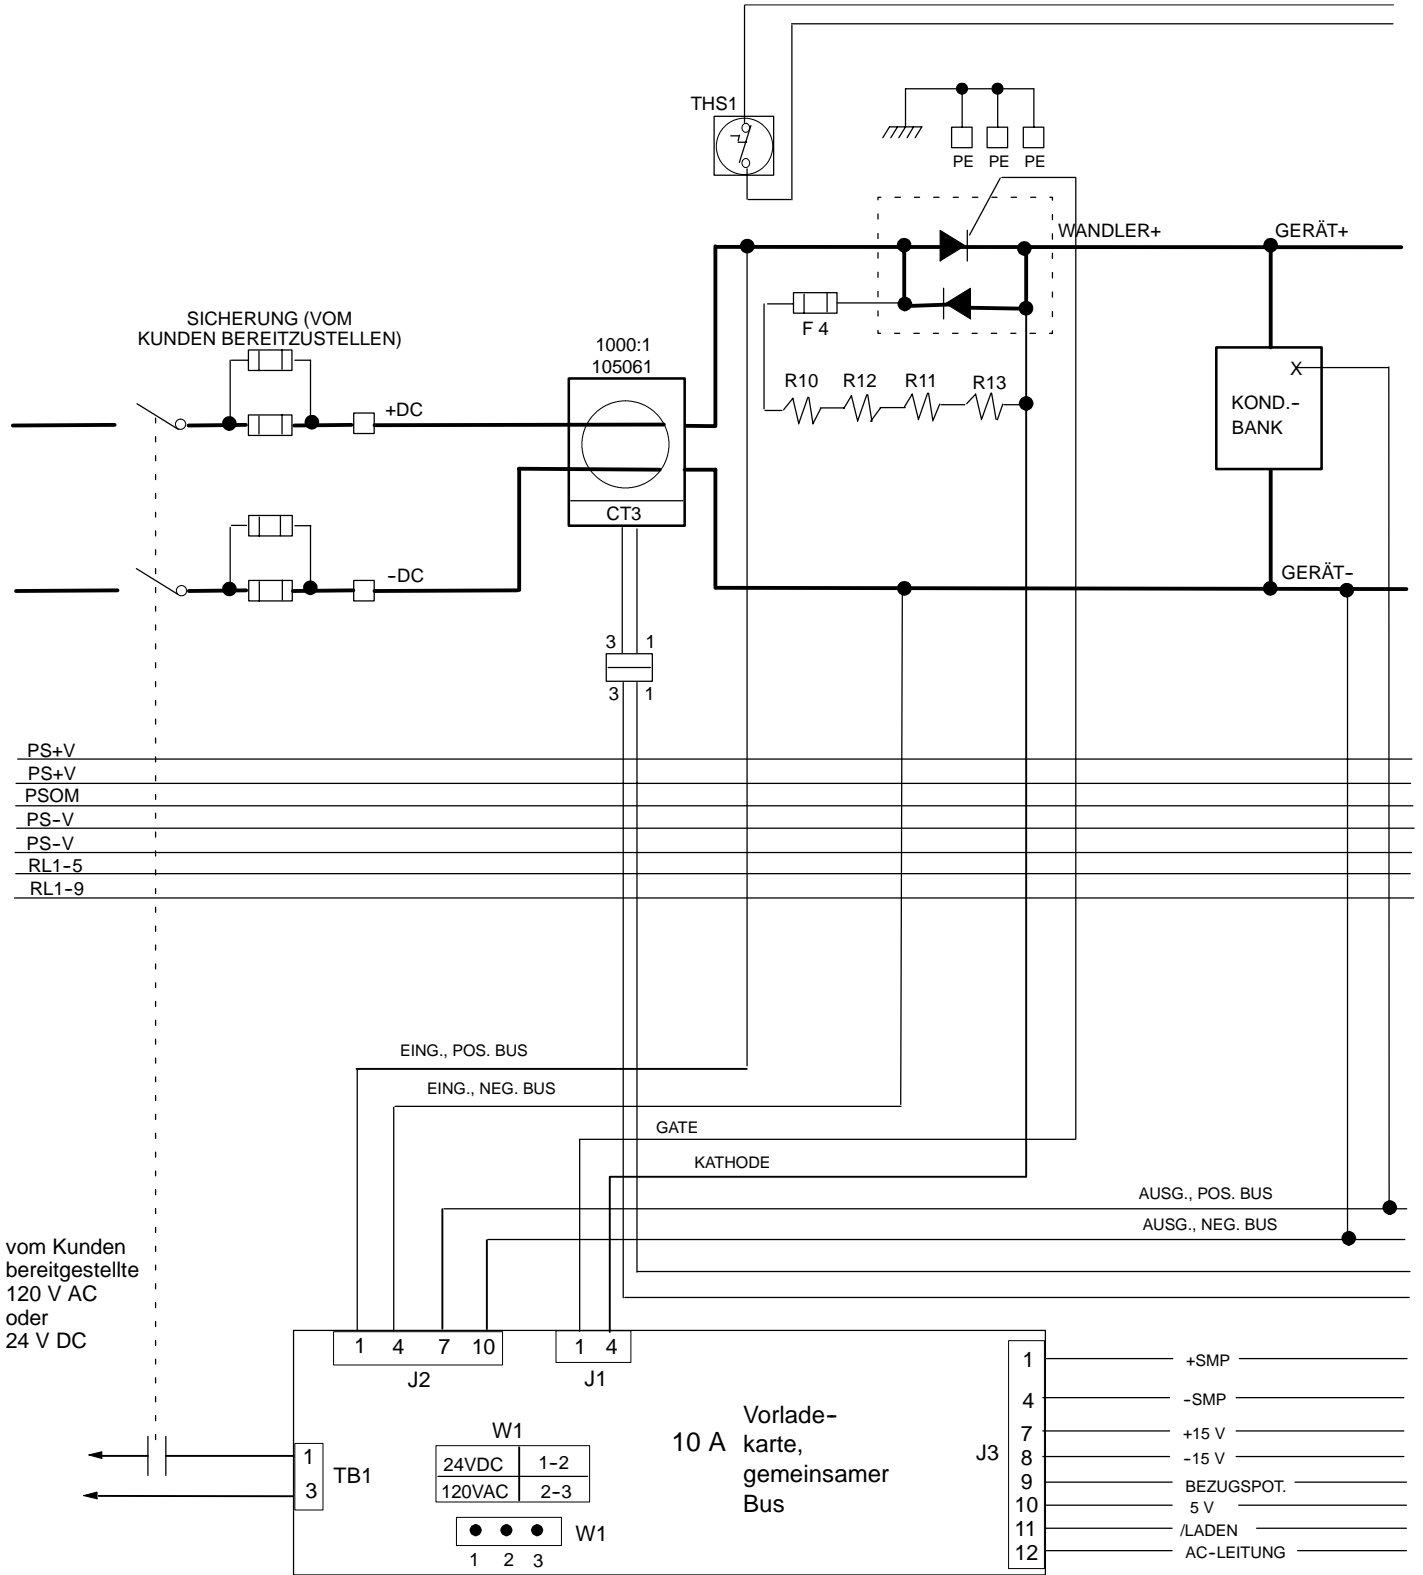 THS1
PE PE PE
WANDLER+
GERÄT+
SICHERUNG (VOM
KUNDEN BEREITZUSTELLEN)
F 4
1000:1
105061
R10 R12 R11 R13
X
KOND.-
BANK
+DC
CT3
-DC
GERÄT-
3 1
3 1
PS+V
PS+V
PSOM
PS-V
PS-V
RL1-5
RL1-9
EING., POS. BUS
EING., NEG. BUS
GATE
KATHODE
AUSG., POS. BUS
AUSG., NEG. BUS
vom Kunden
bereitgestellte
120 V AC
oder
24 V DC
1 4 7 10
J2
1 4
J1
W1
24VDC 1-2
120VAC 2-3
W1
1 2 3
1
3
TB1
10 A
Vorlade-
karte,
gemeinsamer
Bus
J3
1 +SMP
4 -SMP
7 +15 V
8 -15 V
9 BEZUGSPOT.
10 5 V
11 /LADEN
12 AC-LEITUNG